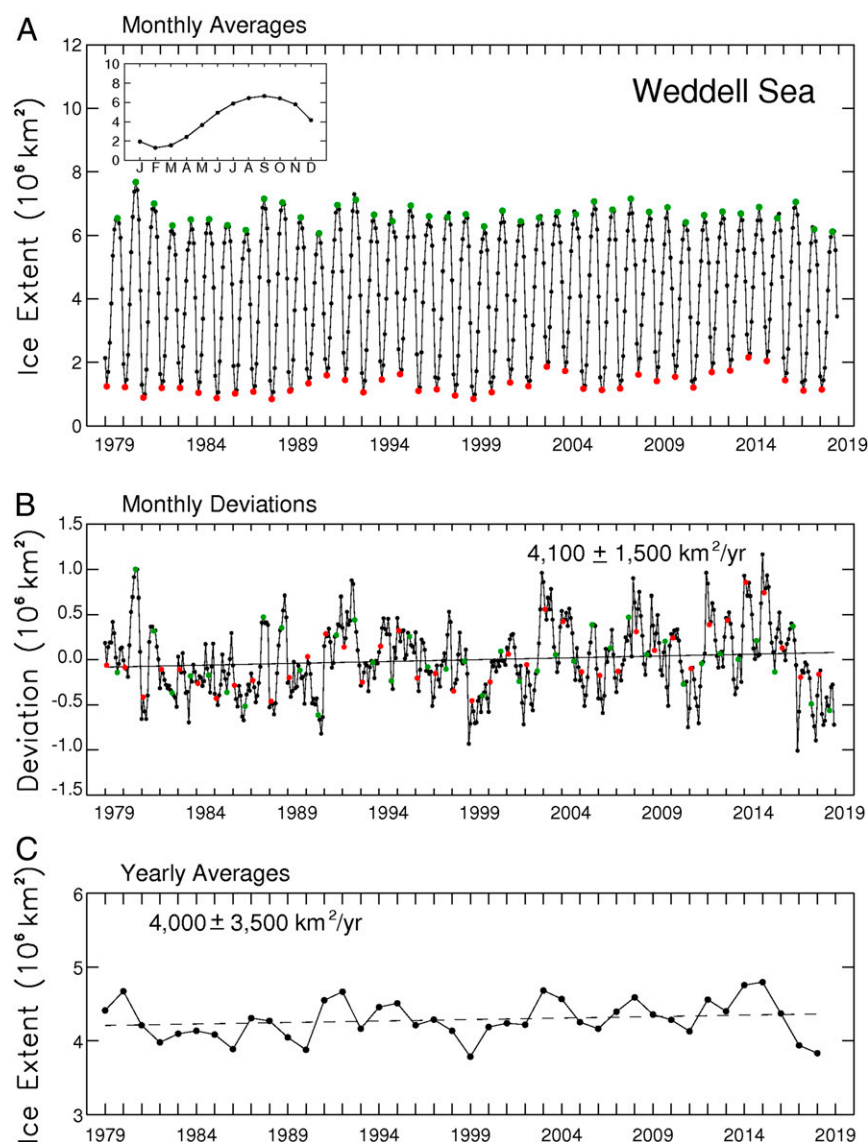 A Monthly Averages
Weddell Sea
Ice Extent (10⁶ km²)
12
10
8
6
4
2
0
10
8
6
4
2
0
J F M A M J J A S O N D
1979 1984 1989 1994 1999 2004 2009 2014 2019
B Monthly Deviations
4,100 ± 1,500 km²/yr
Deviation (10⁶ km²)
1.5
1.0
0.5
0.0
-0.5
-1.0
-1.5
1979 1984 1989 1994 1999 2004 2009 2014 2019
C Yearly Averages
4,000 ± 3,500 km²/yr
Ice Extent (10⁶ km²)
6
5
4
3
1979 1984 1989 1994 1999 2004 2009 2014 2019